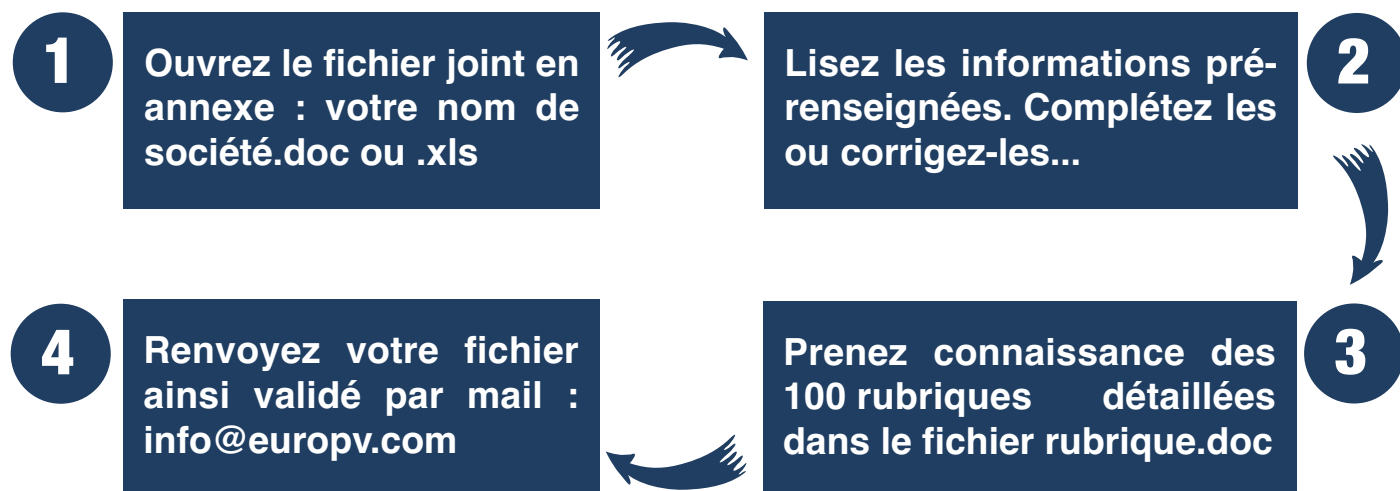 1
Ouvrez le fichier joint en
annexe : votre nom de
société.doc ou .xls
Lisez les informations pré-
renseignées. Complétez les
ou corrigez-les...
2
Prenez connaissance des
100 rubriques détaillées
dans le fichier rubrique.doc
3
4
Renvoyez votre fichier
ainsi validé par mail :
info@europv.com